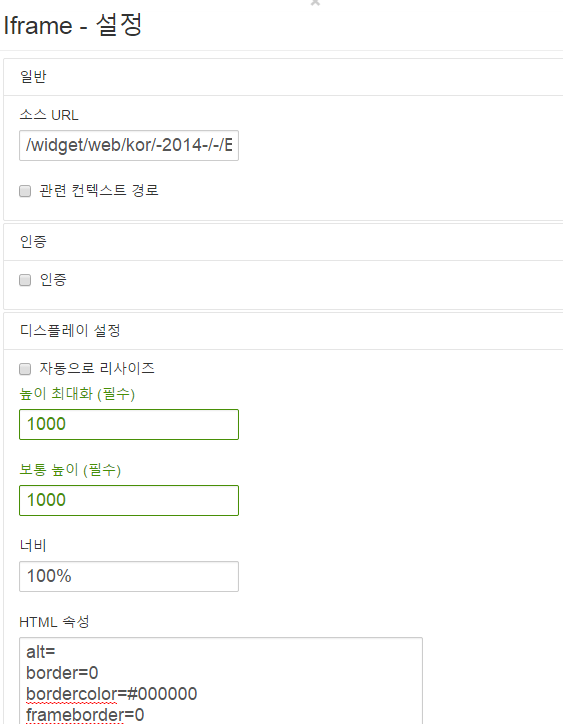 Iframe - 설정
일반
소스 URL
/widget/web/kor/-2014-/-/E
관련 컨텍스트 경로
인증
인증
디스플레이 설정
자동으로 리사이즈
높이 최대화 (필수)
1000
보통 높이 (필수)
1000
너비
100%
HTML 속성
alt=
border=0
bordercolor=#000000
frameborder=0